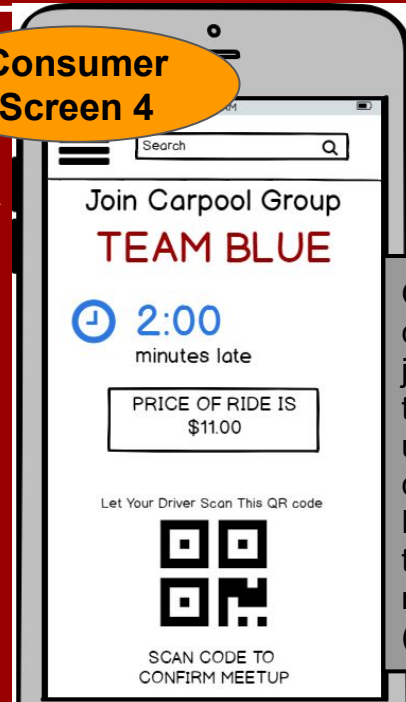 Consumer
Screen 4
Search
Join Carpool Group
TEAM BLUE
2:00
minutes late
PRICE OF RIDE IS
$11.00
Let Your Driver Scan This QR code
SCAN CODE TO
CONFIRM MEETUP